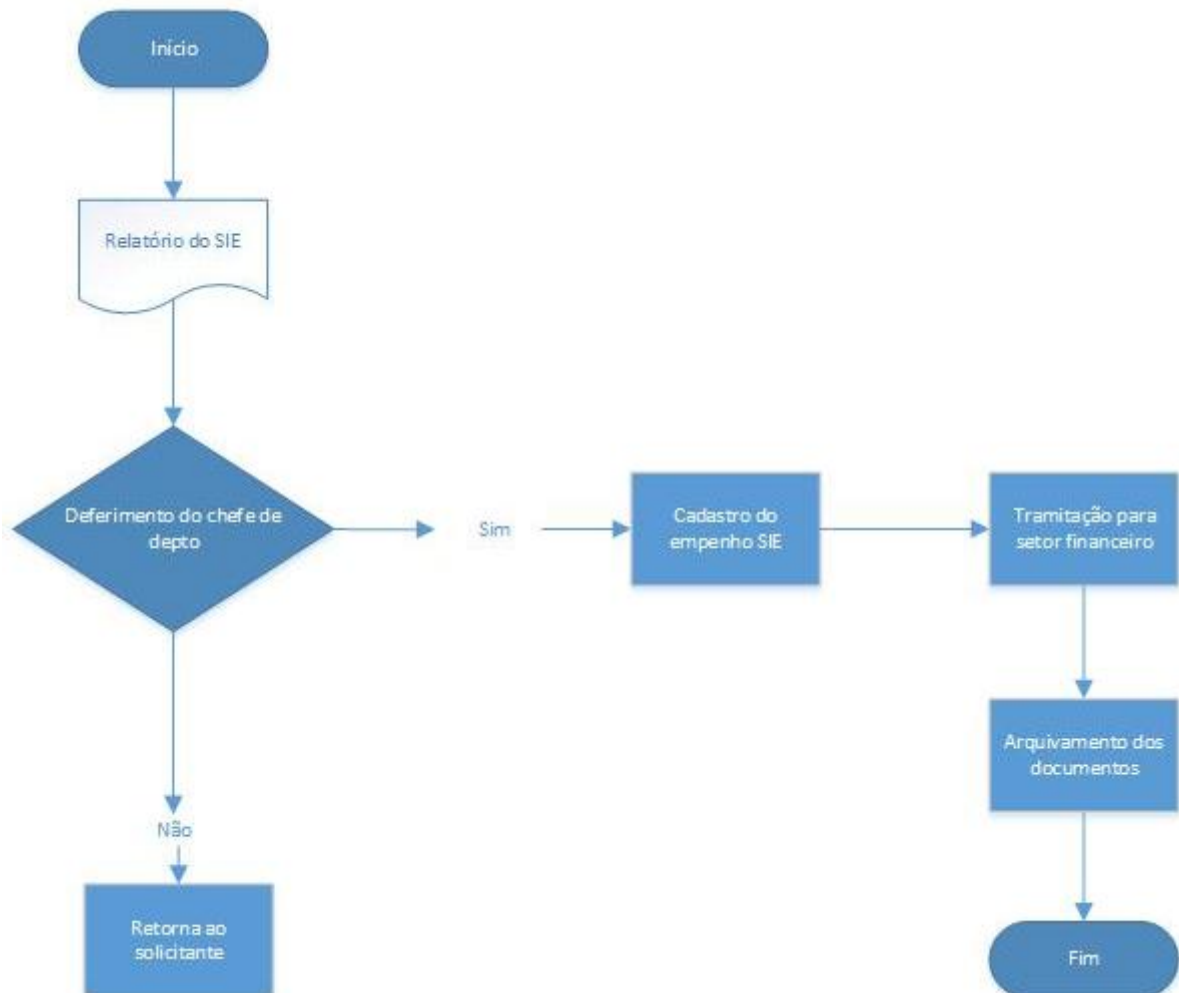 Início
Relatório do SIE
Deferimento do chefe de
depto
Sim
Cadastro do
empenho SIE
Tramitação para
setor financeiro
Arquivamento dos
documentos
Não
Retorna ao
solicitante
Fim